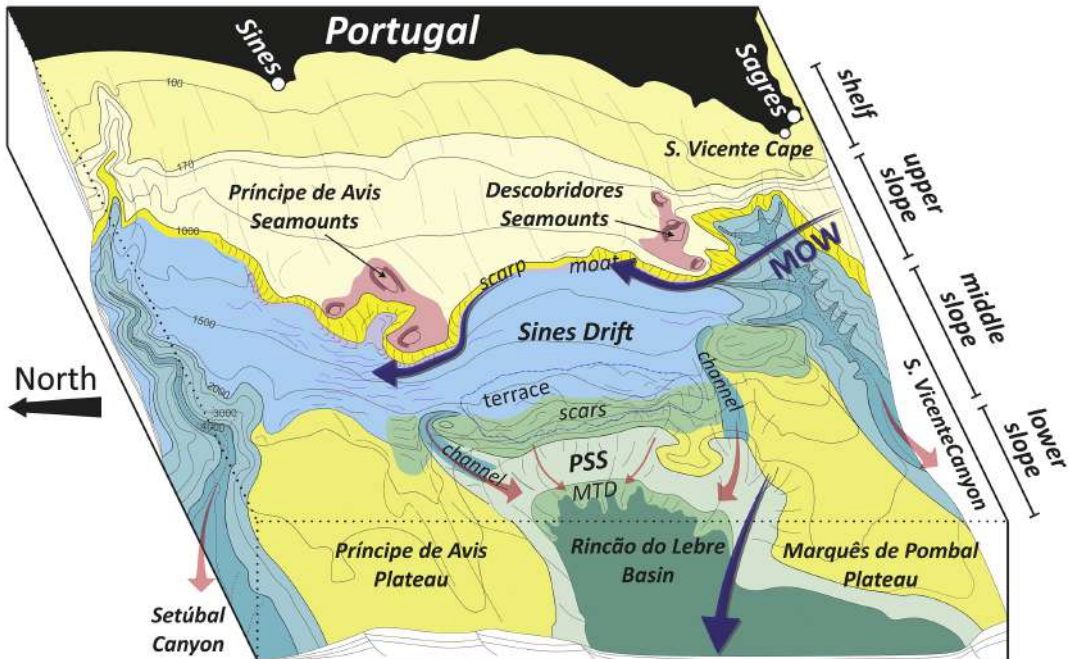 Portugal
Sines
Sagres
shelf
100
S. Vicente Cape
170
upper
slope
Príncipe de Avis
Seamounts
Descobridores
Seamounts
1000
scarp
moat
MOW
middle
slope
1500
Sines Drift
North
channel
terrace
scars
2000
3000
4000
S. VicenteCanyon
lower
slope
channel
PSS
MTD
Príncipe de Avis
Plateau
Rincão do Lebre
Basin
Marquês de Pombal
Plateau
Setúbal
Canyon